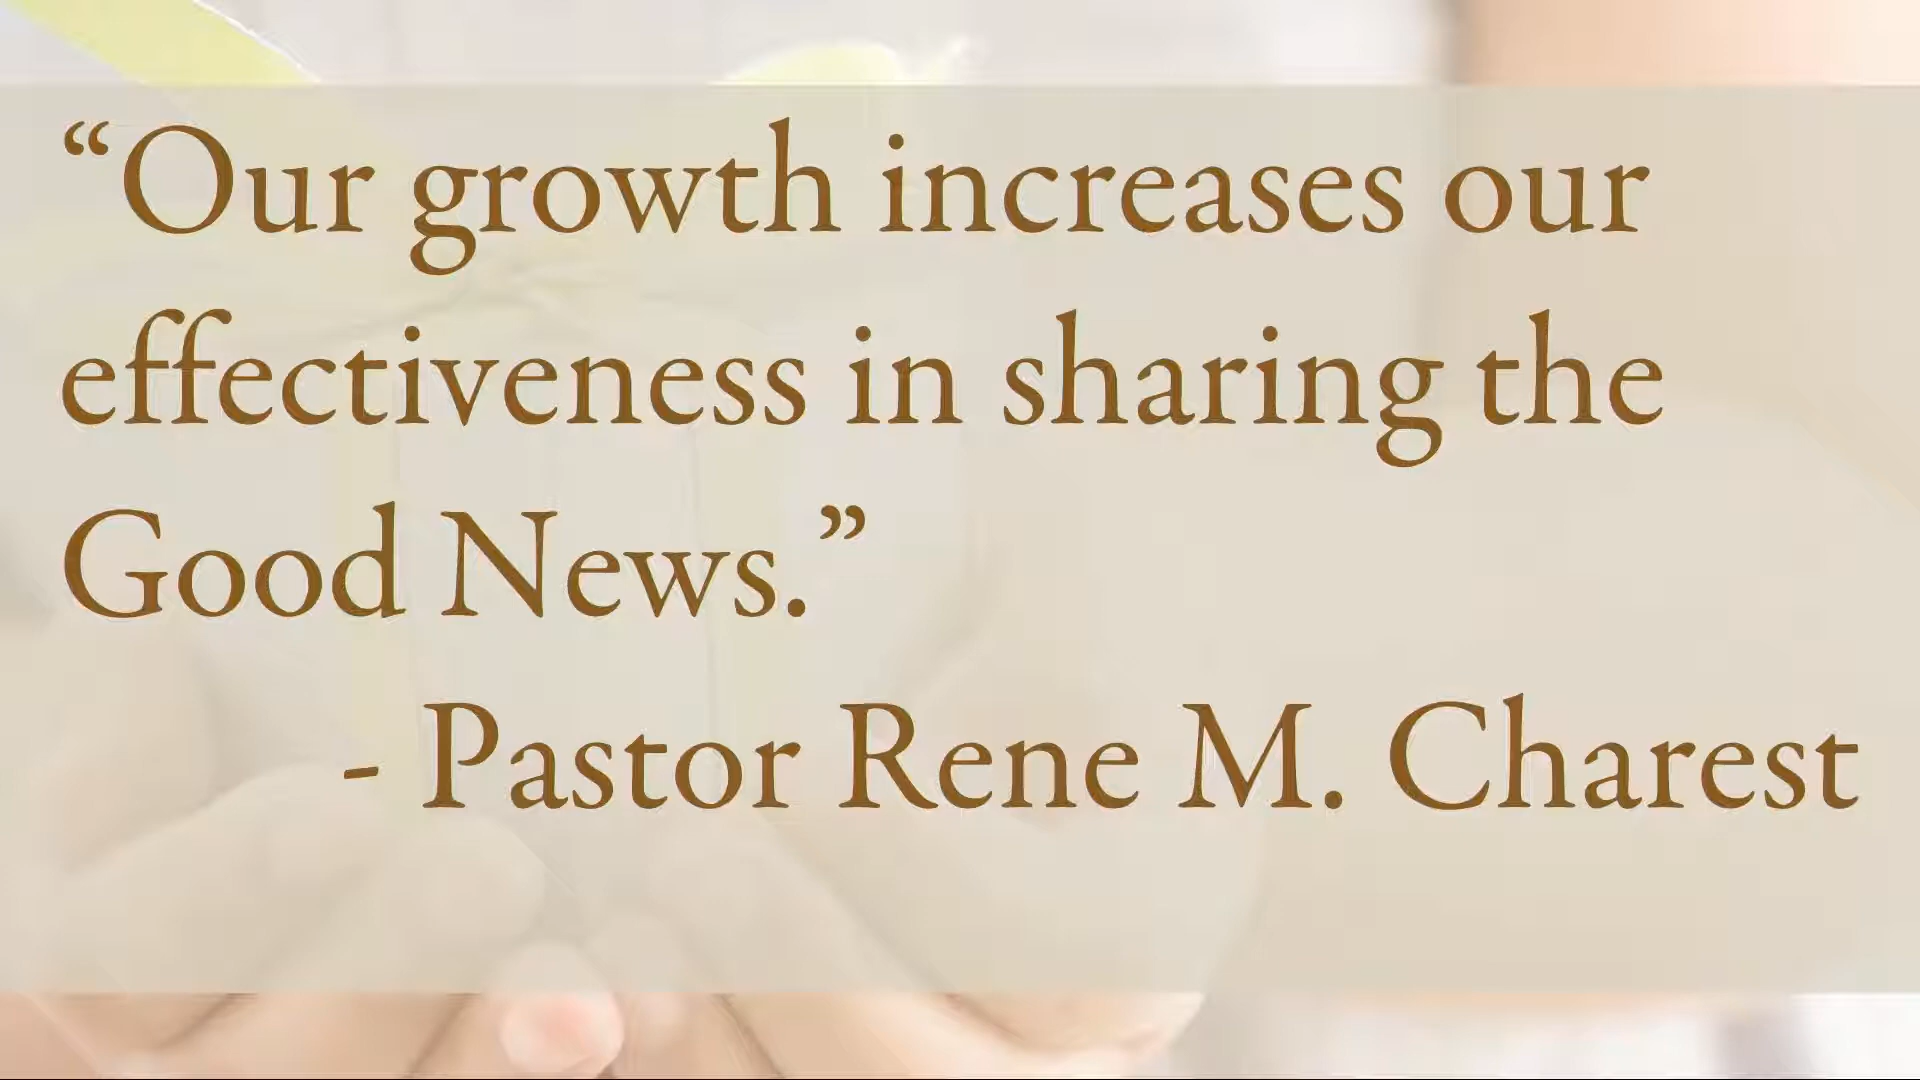 “Our growth increases our
effectiveness in sharing the
Good News.”
- Pastor Rene M. Charest